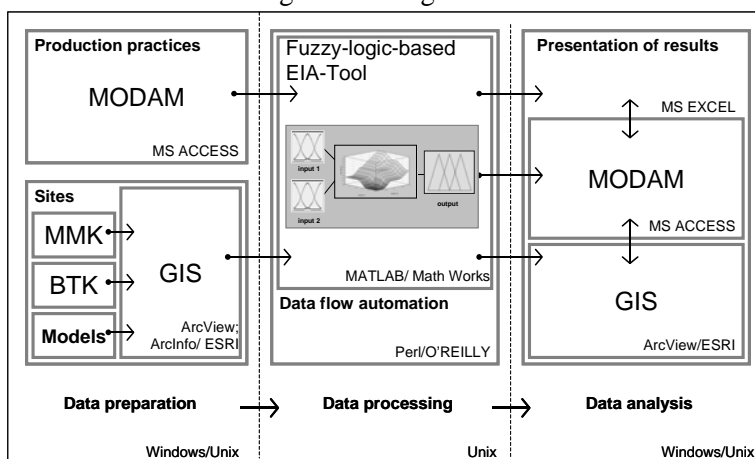 Production practices
MODAM
MS ACCESS
Sites
MMK
BTK
Models
GIS
ArcView;
ArcInfo/ ESRI
Data preparation
Windows/Unix
Fuzzy-logic-based
EIA-Tool
input 1
input 2
output
MATLAB/ Math Works
Data flow automation
Perl/O'REILLY
Data processing
Unix
Presentation of results
MS EXCEL
MODAM
MS ACCESS
GIS
ArcView/ESRI
Data analysis
Windows/Unix